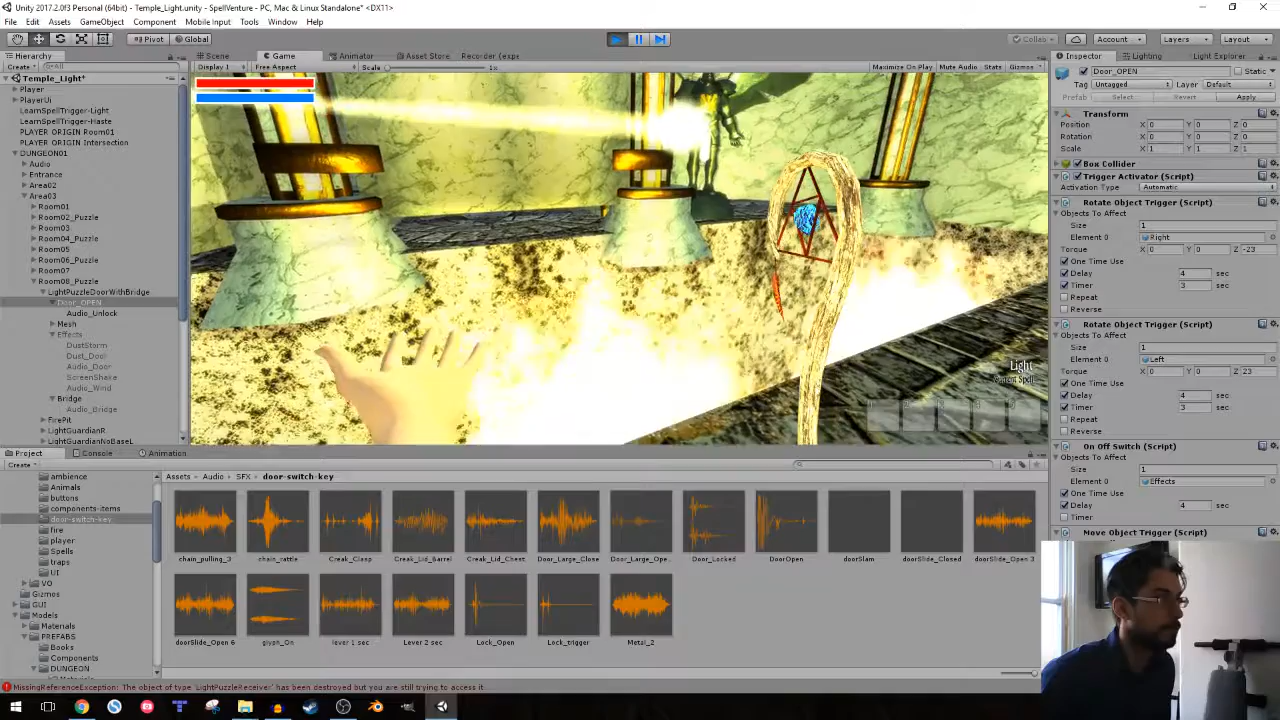 Unity 2017.2.0f3 Personal (64bit) - Temple_Light.unity - SpellVenture - PC, Mac & Linux Standalone* <DX11>
File Edit Assets GameObject Component Mobile Input Tools Window Help
Pivot Global Collab Account Layers Layout
Hierarchy Scene Game Animator Asset Store Recorder (expe Inspector Lighting Light Explorer
Create All Display 1 Free Aspect Scale 1x Maximize On Play Mute Audio Stats Gizmos
Temple_Light*
Player
PlayerUi
LearnSpellTrigger-Light
LearnSpellTrigger-Haste
PLAYER ORIGIN Room01
PLAYER ORIGIN Intersection
DUNGEON01
Audio
Entrance
Area02
Area03
Room01
Room02_Puzzle
Room03
Room04_Puzzle
Room05
Room06_Puzzle
Room07
Room08_Puzzle
LightPuzzleDoorWithBridge
Door_OPEN
Audio_Unlock
Mesh
Effects
DustStorm
Dust_Door
Audio_Door
ScreenShake
Audio_Wind
Bridge
Audio_Bridge
FirePit
LightGuardianR
LightGuardianNoBaseL
Light
Door_OPEN Static
Tag Untagged Layer Default
Prefab Select Revert Apply
Transform
Position X 0 Y 0 Z 0
Rotation X 0 Y 0 Z 0
Scale X 1 Y 1 Z 1
Box Collider
Trigger Activator (Script)
Activation Type Automatic
Rotate Object Trigger (Script)
Objects To Affect
Size 1
Element 0 Right
Torque X 0 Y 0 Z -23
One Time Use
Delay 4 sec
Timer 3 sec
Repeat
Reverse
Rotate Object Trigger (Script)
Objects To Affect
Size 1
Element 0 Left
Torque X 0 Y 0 Z 23
One Time Use
Delay 4 sec
Timer 3 sec
Repeat
Reverse
On Off Switch (Script)
Objects To Affect
Size 1
Element 0 Effects
One Time Use
Delay 4 sec
Timer
Move Object Trigger (Script)
Project Console Animation
Create
ambience
Animals
buttons
components-items
door-switch-key
fire
player
Spells
traps
UI
VO
Gizmos
GUI
Models
Materials
PREFABS
Books
Components
DUNGEON
Assets Audio SFX door-switch-key
chain_pulling_3 chain_rattle Creak_Clasp Creak_Lid_Barrel Creak_Lid_Chest Door_Large_Close Door_Large_Ope... Door_Locked DoorOpen doorSlam doorSlide_Closed doorSlide_Open 3
doorSlide_Open 6 glyph_On lever 1 sec Lever 2 sec Lock_Open Lock_trigger Metal_2
MissingReferenceException: The object of type 'LightPuzzleReceiver' has been destroyed but you are still trying to access it